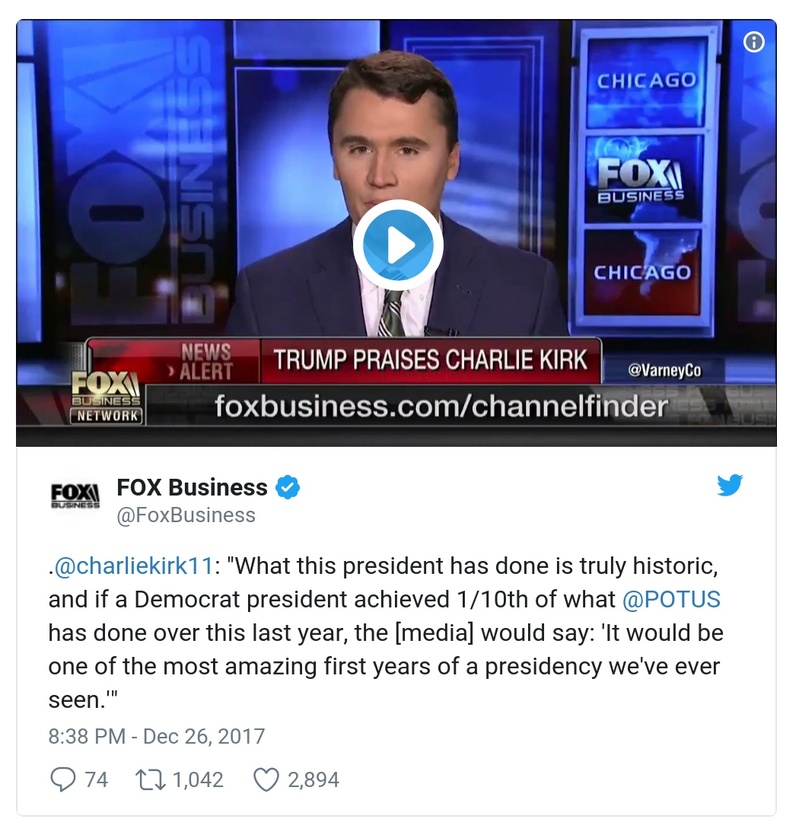 FOX BUSINESS
CHICAGO
FOX
BUSINESS
CHICAGO
NEWS
› ALERT
TRUMP PRAISES CHARLIE KIRK
@VarneyCo
FOX
BUSINESS
NETWORK
foxbusiness.com/channelfinder
FOX
BUSINESS
FOX Business
@FoxBusiness
.@charliekirk11: "What this president has done is truly historic,
and if a Democrat president achieved 1/10th of what @POTUS
has done over this last year, the [media] would say: 'It would be
one of the most amazing first years of a presidency we've ever
seen.'"
8:38 PM - Dec 26, 2017
74 1,042 2,894